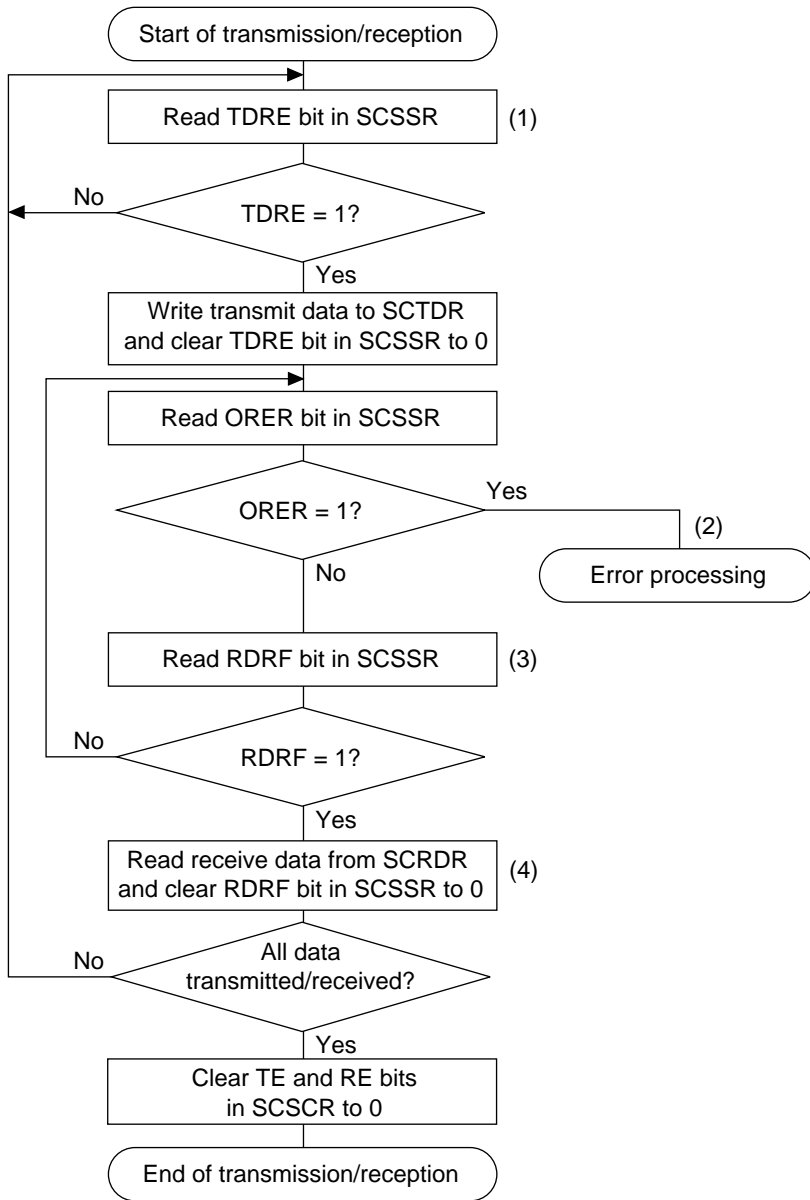 Start of transmission/reception
Read TDRE bit in SCSSR (1)
No
TDRE = 1?
Yes
Write transmit data to SCTDR
and clear TDRE bit in SCSSR to 0
Read ORER bit in SCSSR
Yes
ORER = 1?
(2)
No
Error processing
Read RDRF bit in SCSSR (3)
No
RDRF = 1?
Yes
Read receive data from SCRDR
and clear RDRF bit in SCSSR to 0
(4)
All data
No
transmitted/received?
Yes
Clear TE and RE bits
in SCSCR to 0
End of transmission/reception